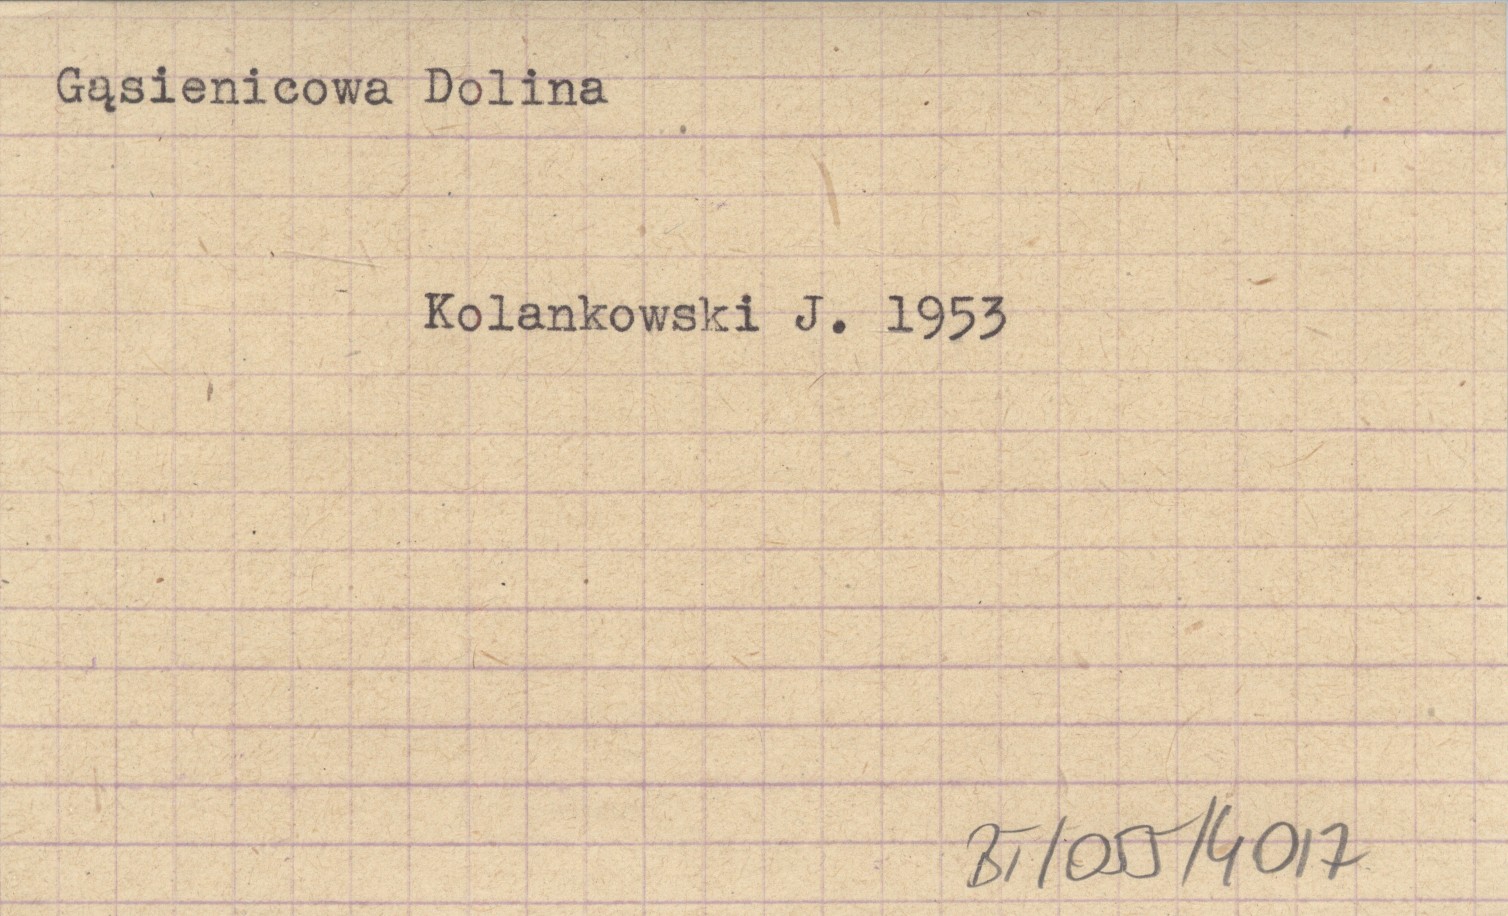 Gąsienicowa Dolina
Kolankowski J. 1953
BI/055/4017